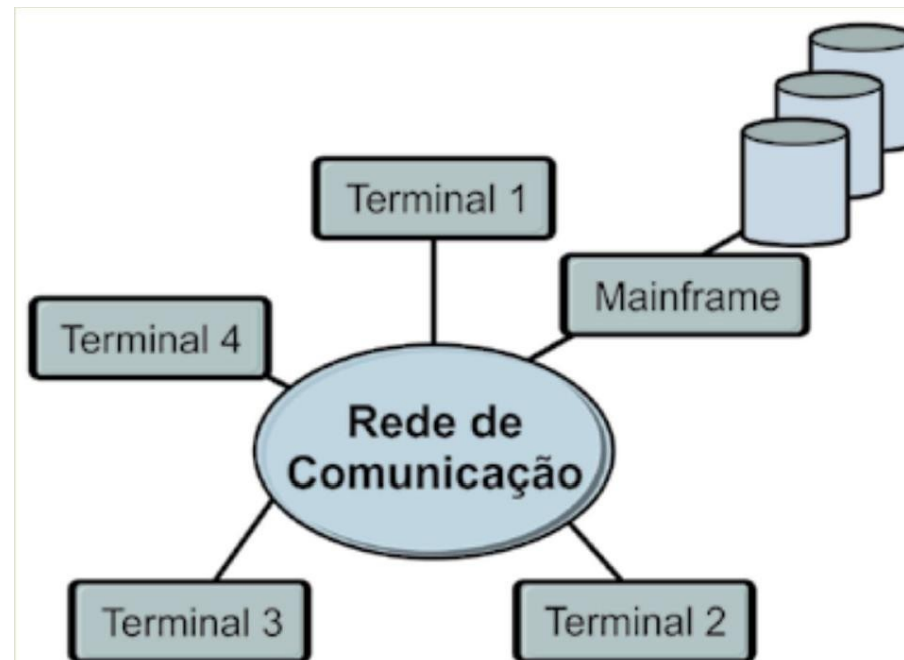 Terminal 1
Mainframe
Terminal 4
Rede de
Comunicação
Terminal 3
Terminal 2